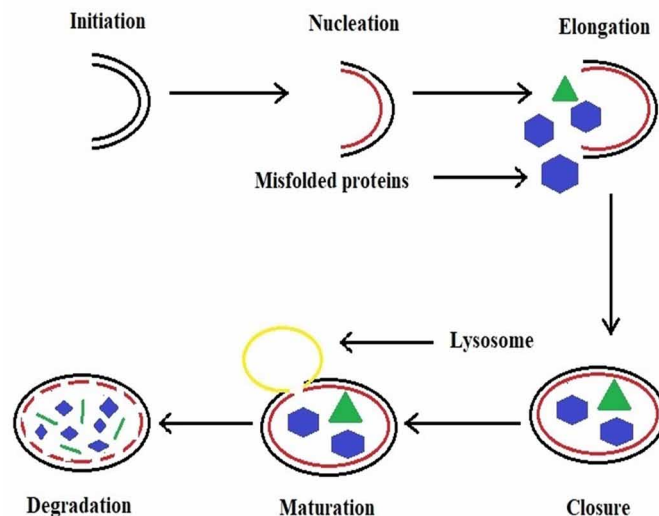 Initiation
Nucleation
Elongation
Misfolded proteins
Lysosome
Degradation
Maturation
Closure